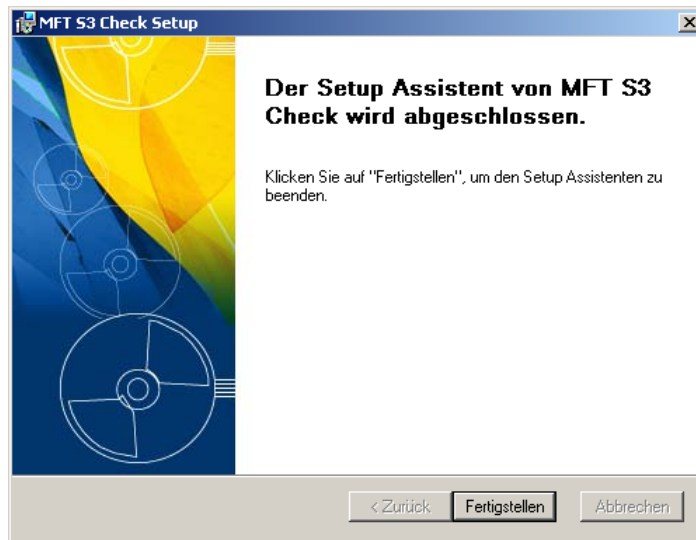 MFT S3 Check Setup
Der Setup Assistent von MFT S3
Check wird abgeschlossen.
Klicken Sie auf "Fertigstellen", um den Setup Assistenten zu
beenden.
< Zurück
Fertigstellen
Abbrechen